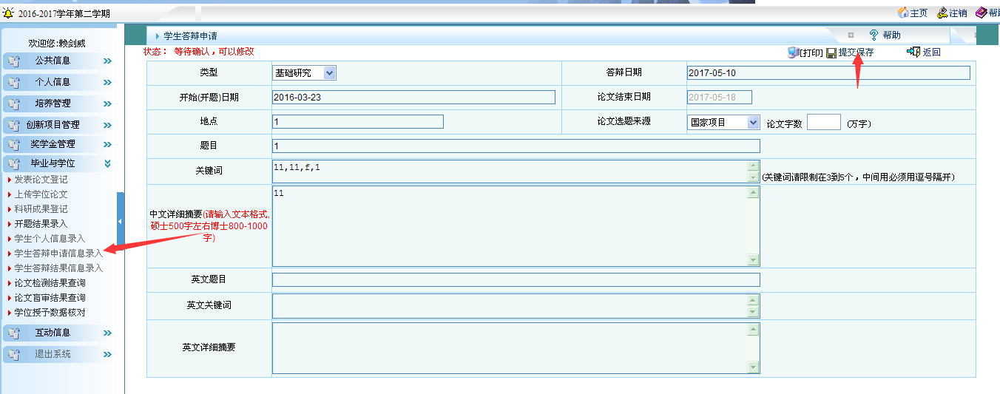 2016-2017学年第二学期
主页 注销 帮助
欢迎您:赖剑威
公共信息
个人信息
培养管理
创新项目管理
奖学金管理
毕业与学位
发表论文登记
上传学位论文
科研成果登记
开题结果录入
学生个人信息录入
学生答辩申请信息录入
学生答辩结果信息录入
论文检测结果查询
论文盲审结果查询
学位授予数据核对
互动信息
退出系统
学生答辩申请
帮助
状态： 等待确认，可以修改
[打印] 提交保存 返回
类型 基础研究 答辩日期 2017-05-10
开始(开题)日期 2016-03-23 论文结束日期 2017-05-18
地点 1 论文选题来源 国家项目 论文字数 (万字)
题目 1
关键词 11,11,f,1 (关键词请限制在3到5个，中间用必须用逗号隔开)
中文详细摘要(请输入文本格式,
硕士500字左右博士800-1000
字)
11
英文题目
英文关键词
英文详细摘要